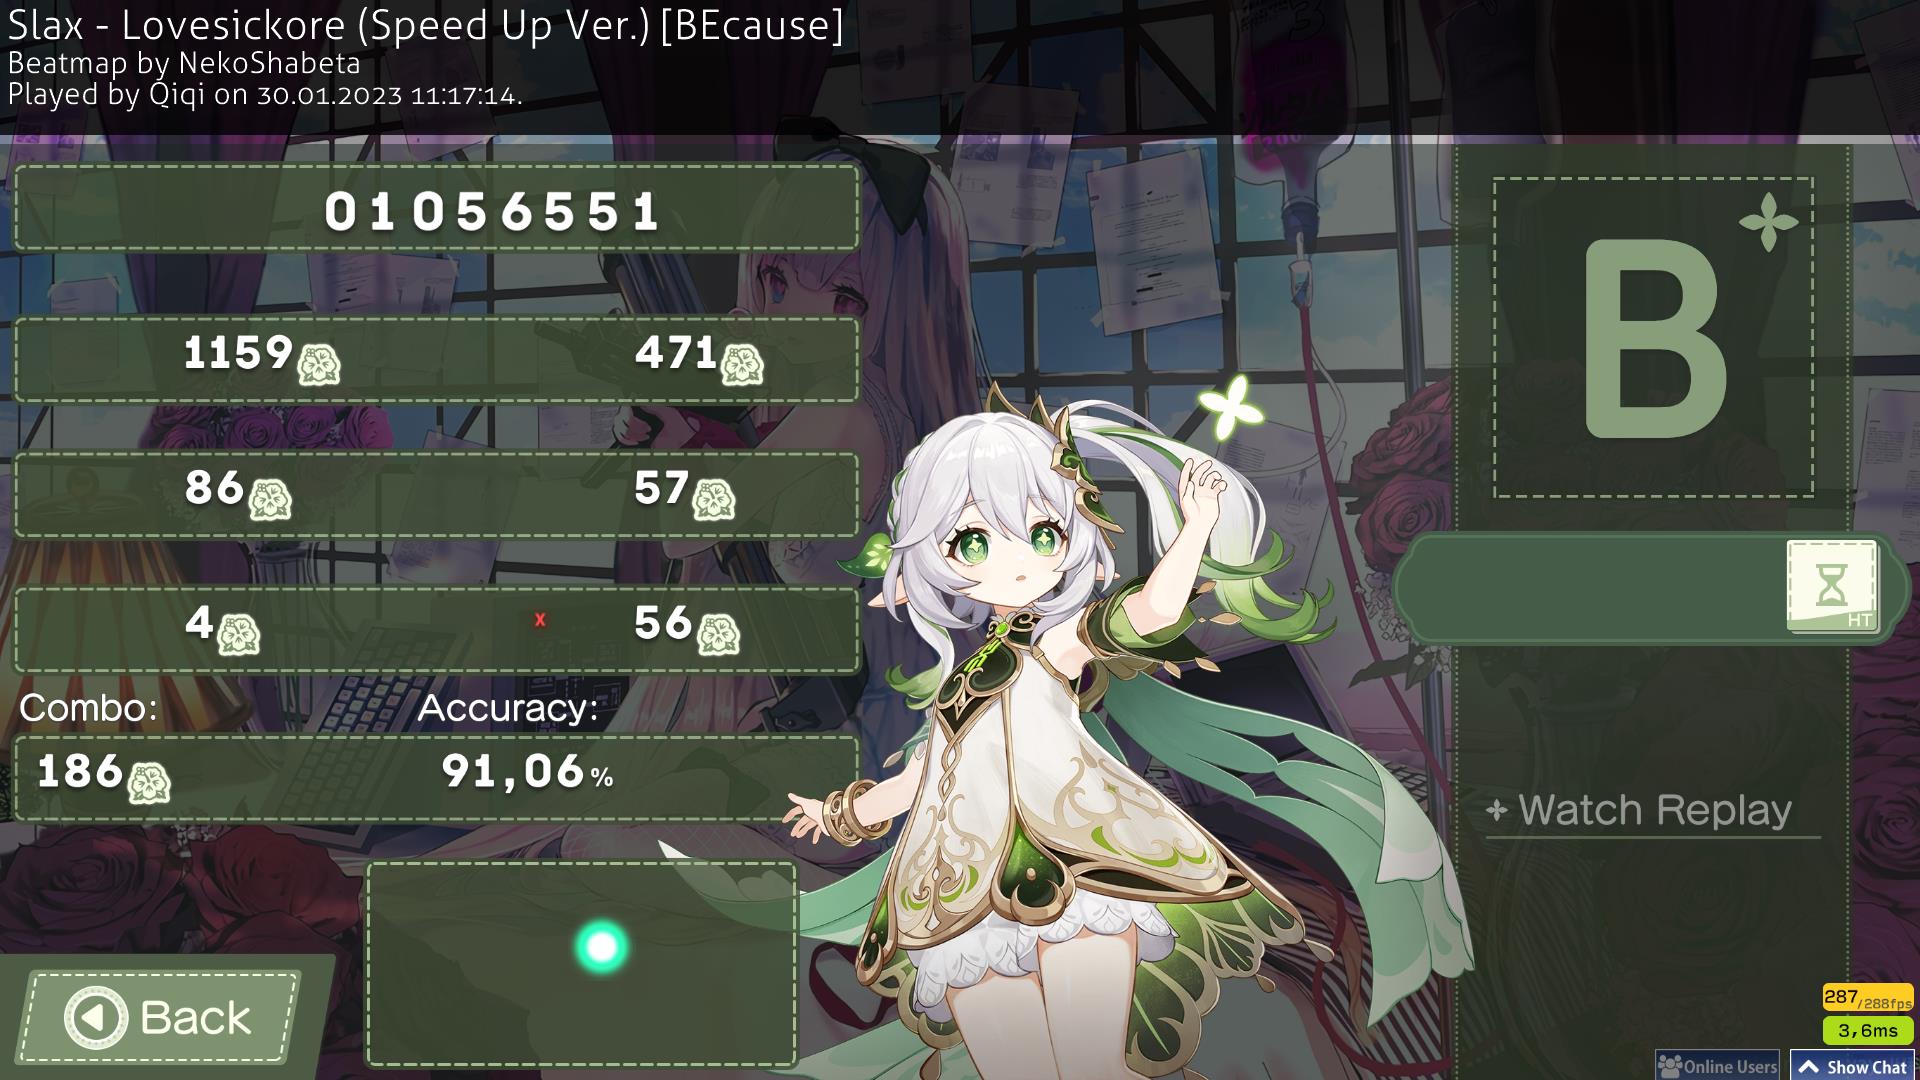 Slax - Lovesickore (Speed Up Ver.) [BEcause]
Beatmap by NekoShabeta
Played by Qiqi on 30.01.2023 11:17:14.
01056551
1159 471
86 57
4 x 56
Combo: Accuracy:
186 91,06%
B
HT
Watch Replay
Back
287/288fps
3,6ms
Online Users
Show Chat